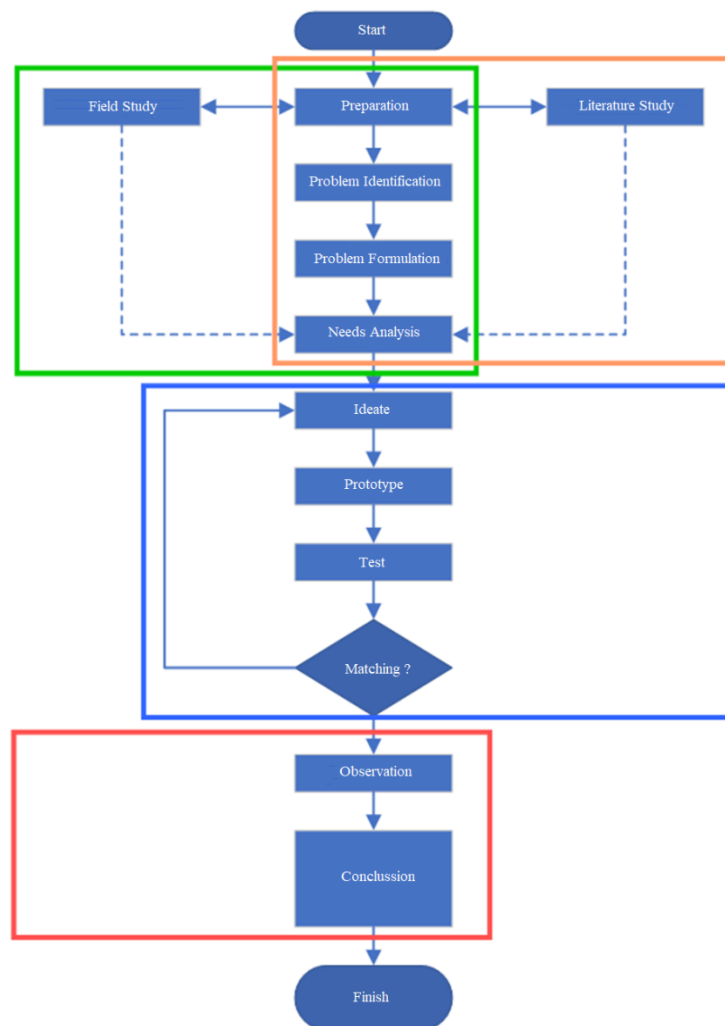 Start
Field Study
Preparation
Literature Study
Problem Identification
Problem Formulation
Needs Analysis
Ideate
Prototype
Test
Matching ?
Observation
Conclussion
Finish